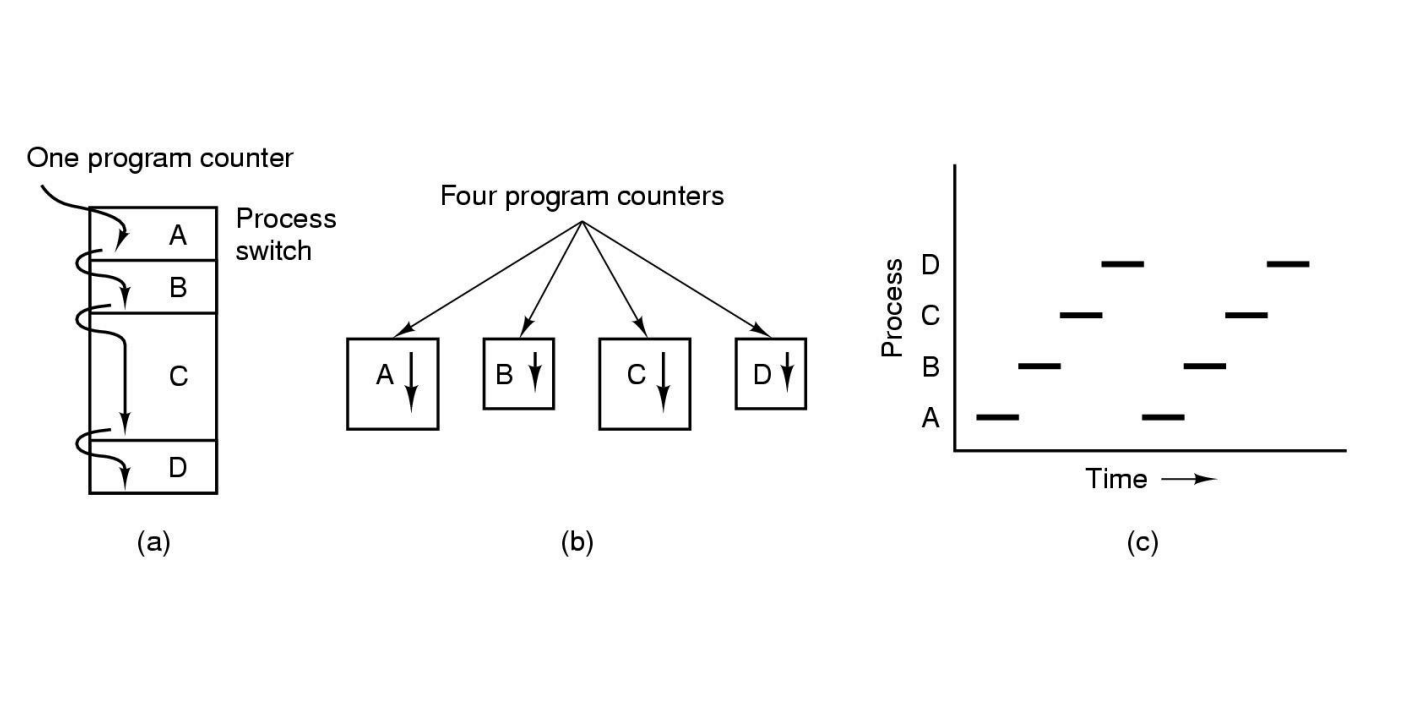 One program counter
A
Process
switch
B
C
D
(a)
Four program counters
A
B
C
D
(b)
Process
D
C
B
A
Time
(c)